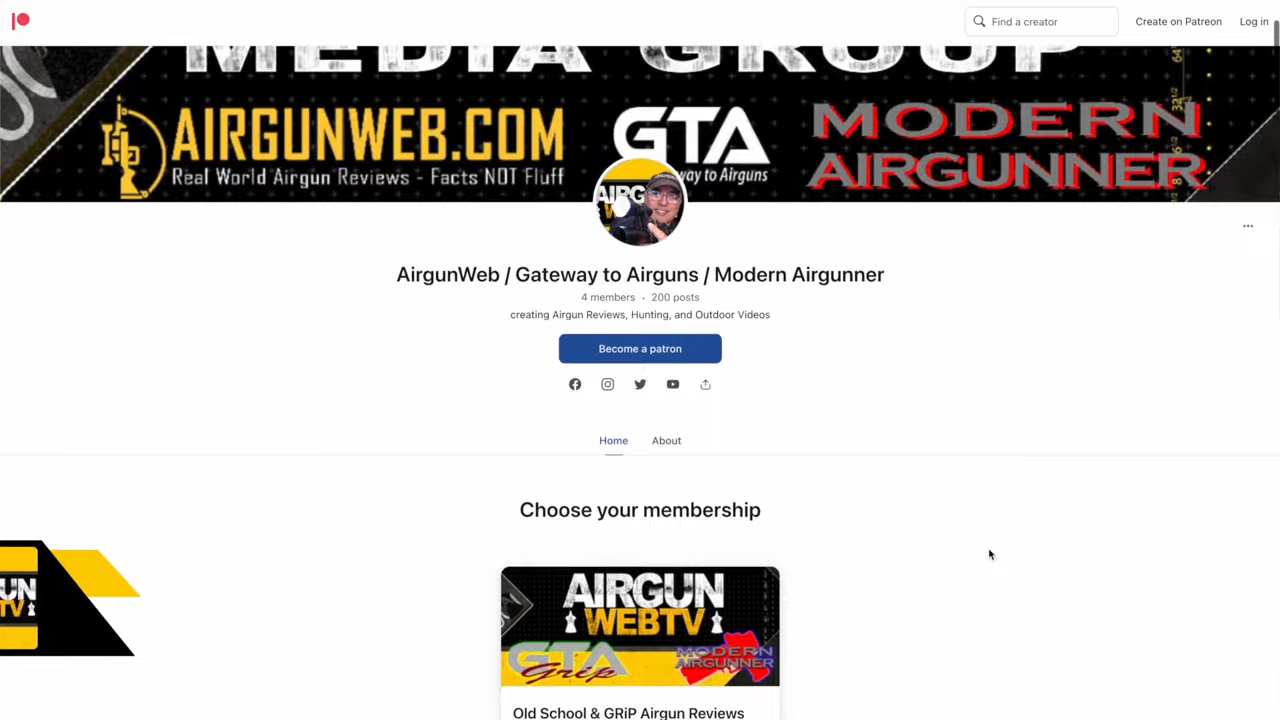 Find a creator
Create on Patreon
Log in
MEDIA GROUP
AIRGUNWEB.COM
Real World Airgun Reviews - Facts NOT Fluff
GTA
way to Airguns
MODERN
AIRGUNNER
AirgunWeb / Gateway to Airguns / Modern Airgunner
4 members · 200 posts
creating Airgun Reviews, Hunting, and Outdoor Videos
Become a patron
Home
About
Choose your membership
UN
TV
AIRGUN
WEBTV
GTA
Grip
MODERN
AIRGUNNER
Old School & GRiP Airgun Reviews